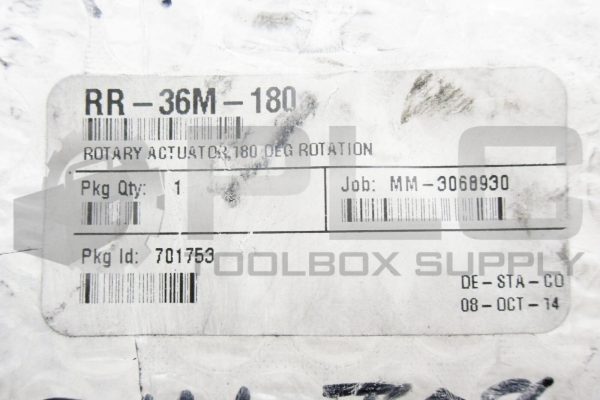 RR-36M-180
ROTARY ACTUATOR, 180 DEG ROTATION
Pkg Qty: 1
Job: MM-3068930
Pkg Id: 701753
PLC
TOOLBOX SUPPLY
DE-STA-CO
08-OCT-14